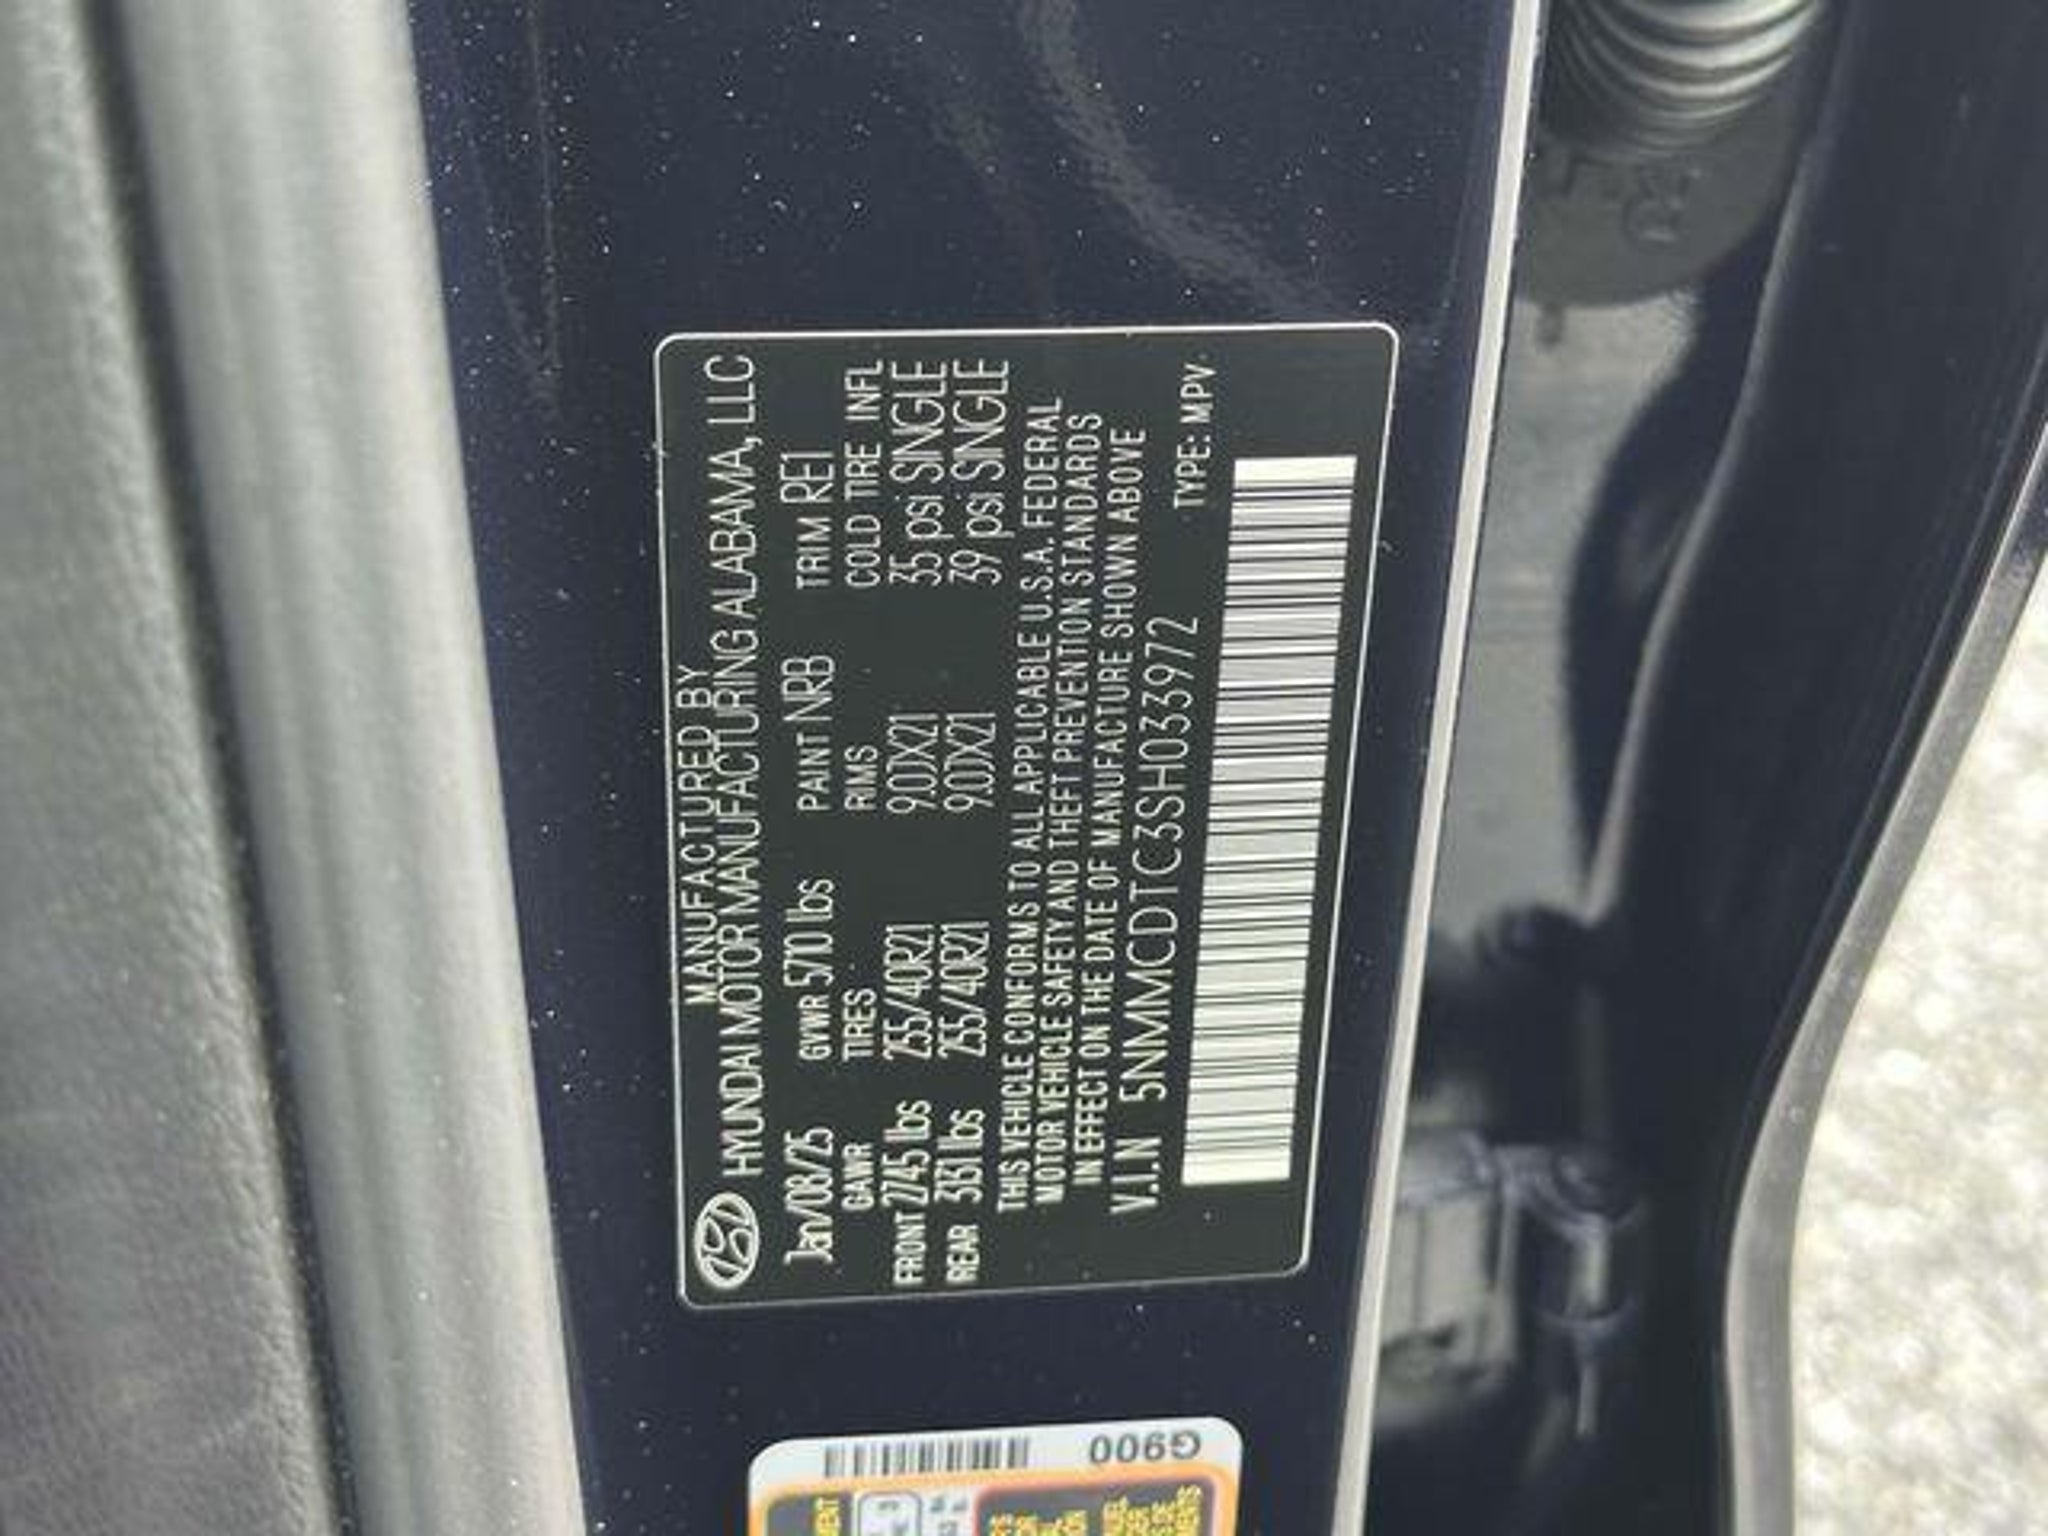 MANUFACTURED BY
HYUNDAI MOTOR MANUFACTURING ALABAMA, LLC
Jan/08/25 GVWR 5710 lbs PAINT NRB TRIM RE1
GAWR TIRES RIMS COLD TIRE INFL
FRONT 2745 lbs 255/40R21 9.0JX21 35 psi SINGLE
REAR 3131 lbs 255/40R21 9.0JX21 39 psi SINGLE
THIS VEHICLE CONFORMS TO ALL APPLICABLE U.S.A. FEDERAL
MOTOR VEHICLE SAFETY AND THEFT PREVENTION STANDARDS
IN EFFECT ON THE DATE OF MANUFACTURE SHOWN ABOVE
V.I.N 5NMMCDTC3SH033972
TYPE: MPV
G900